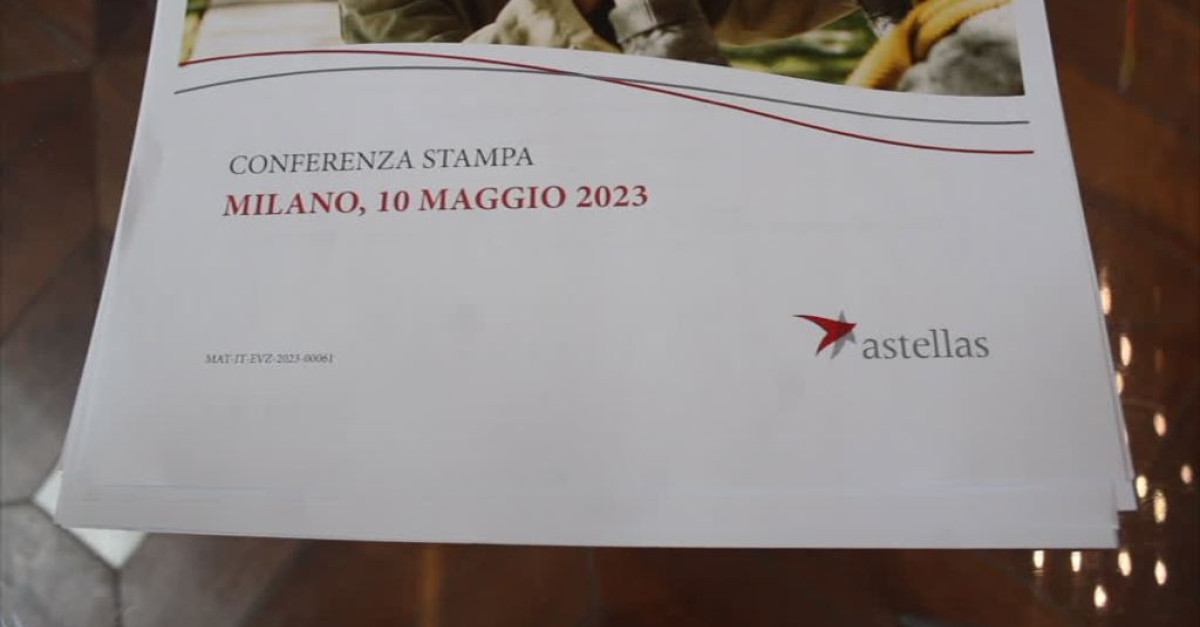 CONFERENZA STAMPA
MILANO, 10 MAGGIO 2023
astellas
MAT-IT-EVZ-2023-00061